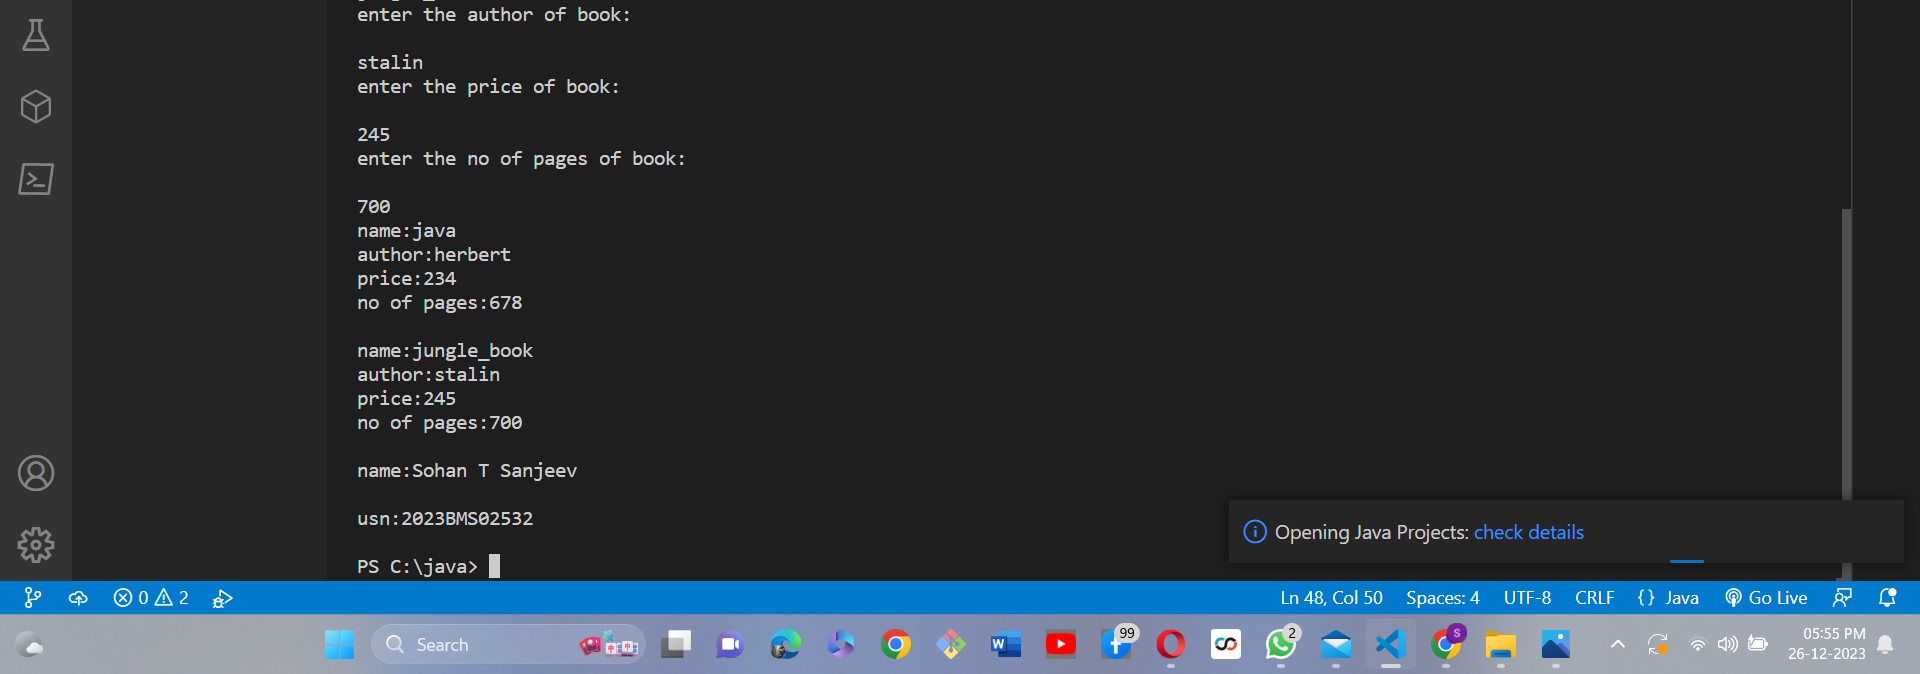 enter the author of book:
stalin
enter the price of book:
245
enter the no of pages of book:
700
name:java
author:herbert
price:234
no of pages:678
name:jungle_book
author:stalin
price:245
no of pages:700
name:Sohan T Sanjeev
usn:2023BMS02532
PS C:\java>
Opening Java Projects: check details
0 2 Ln 48, Col 50 Spaces: 4 UTF-8 CRLF {} Java Go Live
Search 99 2 S 05:55 PM
26-12-2023